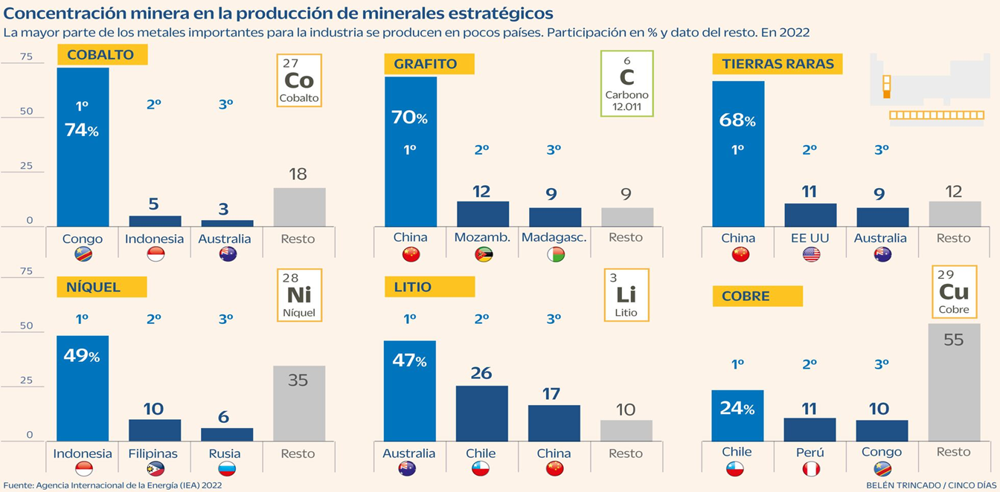 Concentración minera en la producción de minerales estratégicos
La mayor parte de los metales importantes para la industria se producen en pocos países. Participación en % y dato del resto. En 2022
COBALTO
27
Co
Cobalto
75
50
25
0
1º
2º
3º
74%
5
3
18
Congo
Indonesia
Australia
Resto
GRAFITO
6
C
Carbono
12.011
70%
1º
2º
3º
12
9
9
China
Mozamb.
Madagasc.
Resto
TIERRAS RARAS
68%
1º
2º
3º
11
9
12
China
EE UU
Australia
Resto
NÍQUEL
28
Ni
Níquel
75
50
25
0
1º
2º
3º
49%
10
6
35
Indonesia
Filipinas
Rusia
Resto
LITIO
3
Li
Litio
1º
2º
3º
47%
26
17
10
Australia
Chile
China
Resto
COBRE
29
Cu
Cobre
1º
2º
3º
24%
11
10
55
Chile
Perú
Congo
Resto
Fuente: Agencia Internacional de la Energía (IEA) 2022
BELÉN TRINCADO / CINCO DÍAS